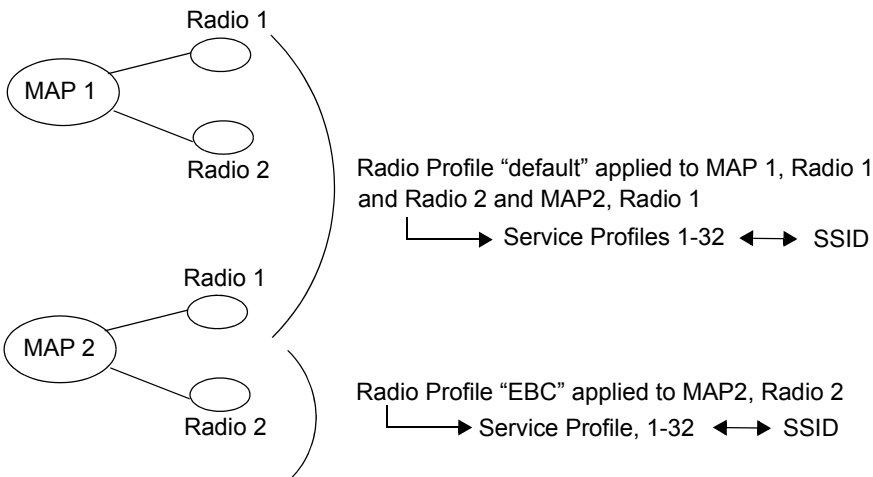 Radio 1
MAP 1
Radio 2
Radio Profile “default” applied to MAP 1, Radio 1
and Radio 2 and MAP2, Radio 1
Service Profiles 1-32 SSID
Radio 1
MAP 2
Radio 2
Radio Profile “EBC” applied to MAP2, Radio 2
Service Profile, 1-32 SSID